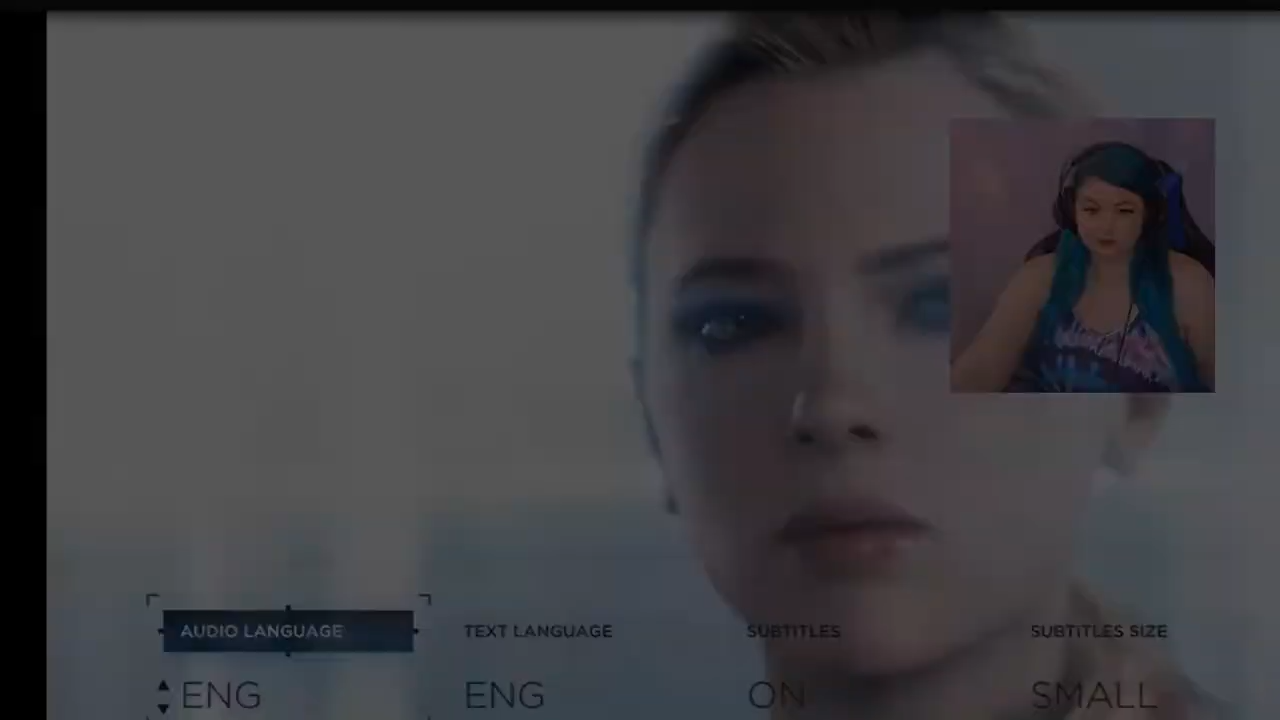 AUDIO LANGUAGE TEXT LANGUAGE SUBTITLES SUBTITLES SIZE
ENG ENG ON SMALL